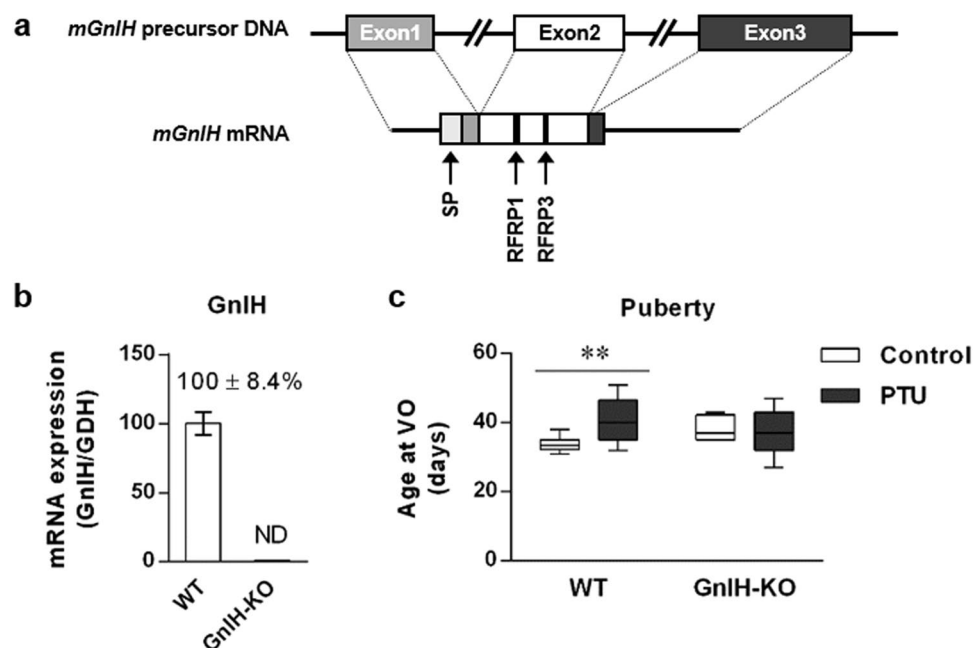 a
mGnIH precursor DNA
Exon1
Exon2
Exon3
mGnIH mRNA
SP
RFRP1
RFRP3
b
GnIH
mRNA expression
(GnIH/GDH)
150
100
50
0
100 ± 8.4%
ND
WT
GnIH-KO
c
Puberty
Age at VO
(days)
60
40
20
0
**
WT
GnIH-KO
Control
PTU